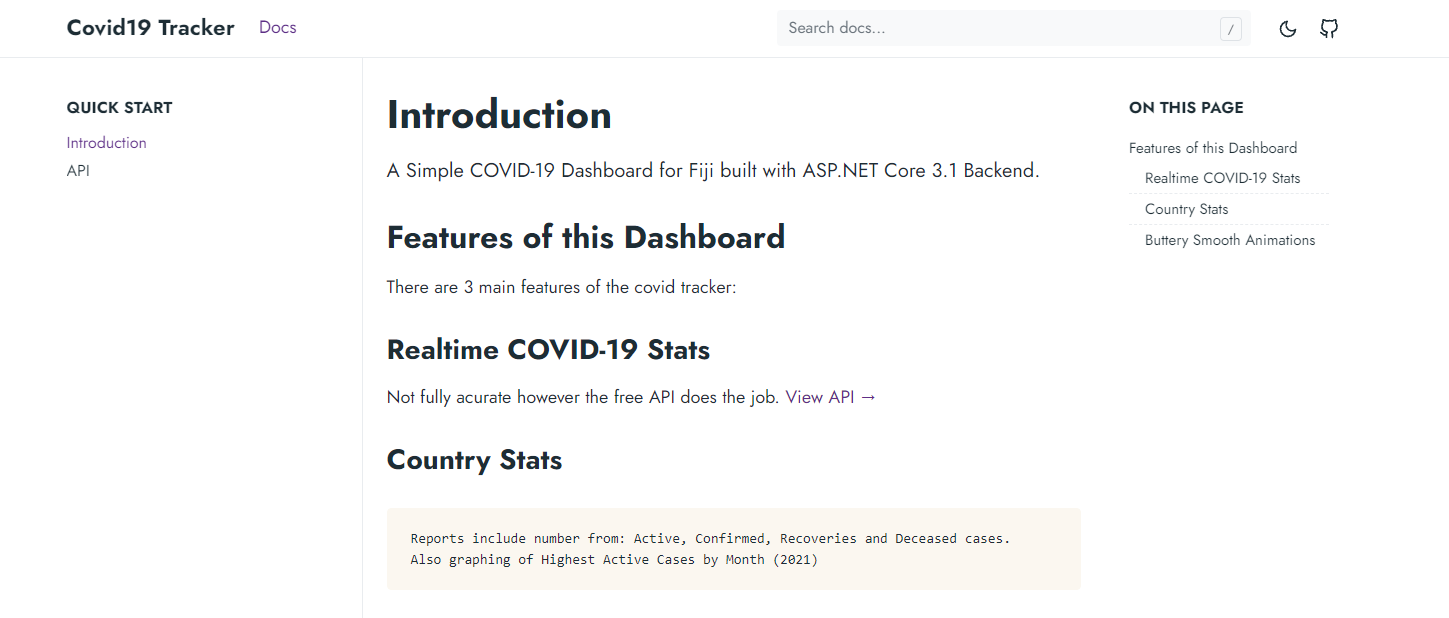 Covid19 Tracker Docs Search docs... /
QUICK START
Introduction
API
Introduction
A Simple COVID-19 Dashboard for Fiji built with ASP.NET Core 3.1 Backend.
Features of this Dashboard
There are 3 main features of the covid tracker:
Realtime COVID-19 Stats
Not fully acurate however the free API does the job. View API →
Country Stats
Reports include number from: Active, Confirmed, Recoveries and Deceased cases.
Also graphing of Highest Active Cases by Month (2021)
ON THIS PAGE
Features of this Dashboard
Realtime COVID-19 Stats
Country Stats
Buttery Smooth Animations